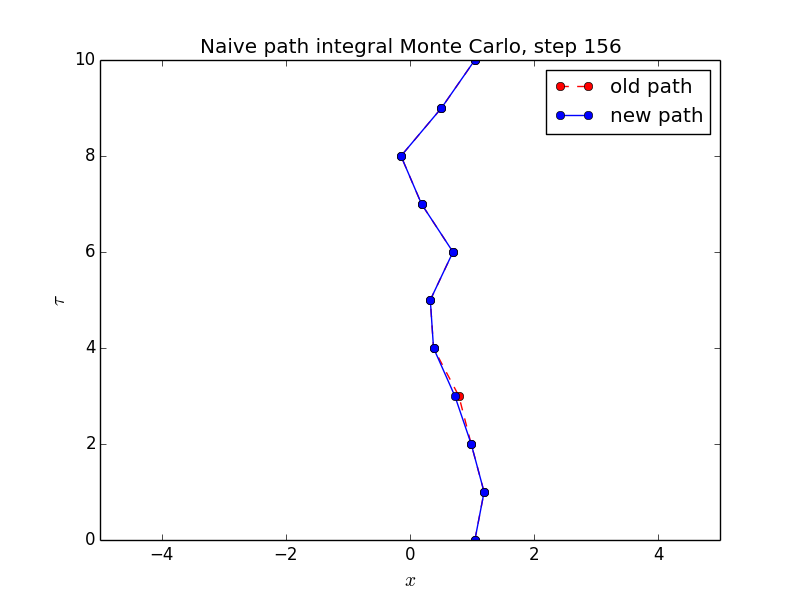 Naive path integral Monte Carlo, step 156
old path
new path
10
8
6
4
2
0
τ
−4
−2
0
2
4
x